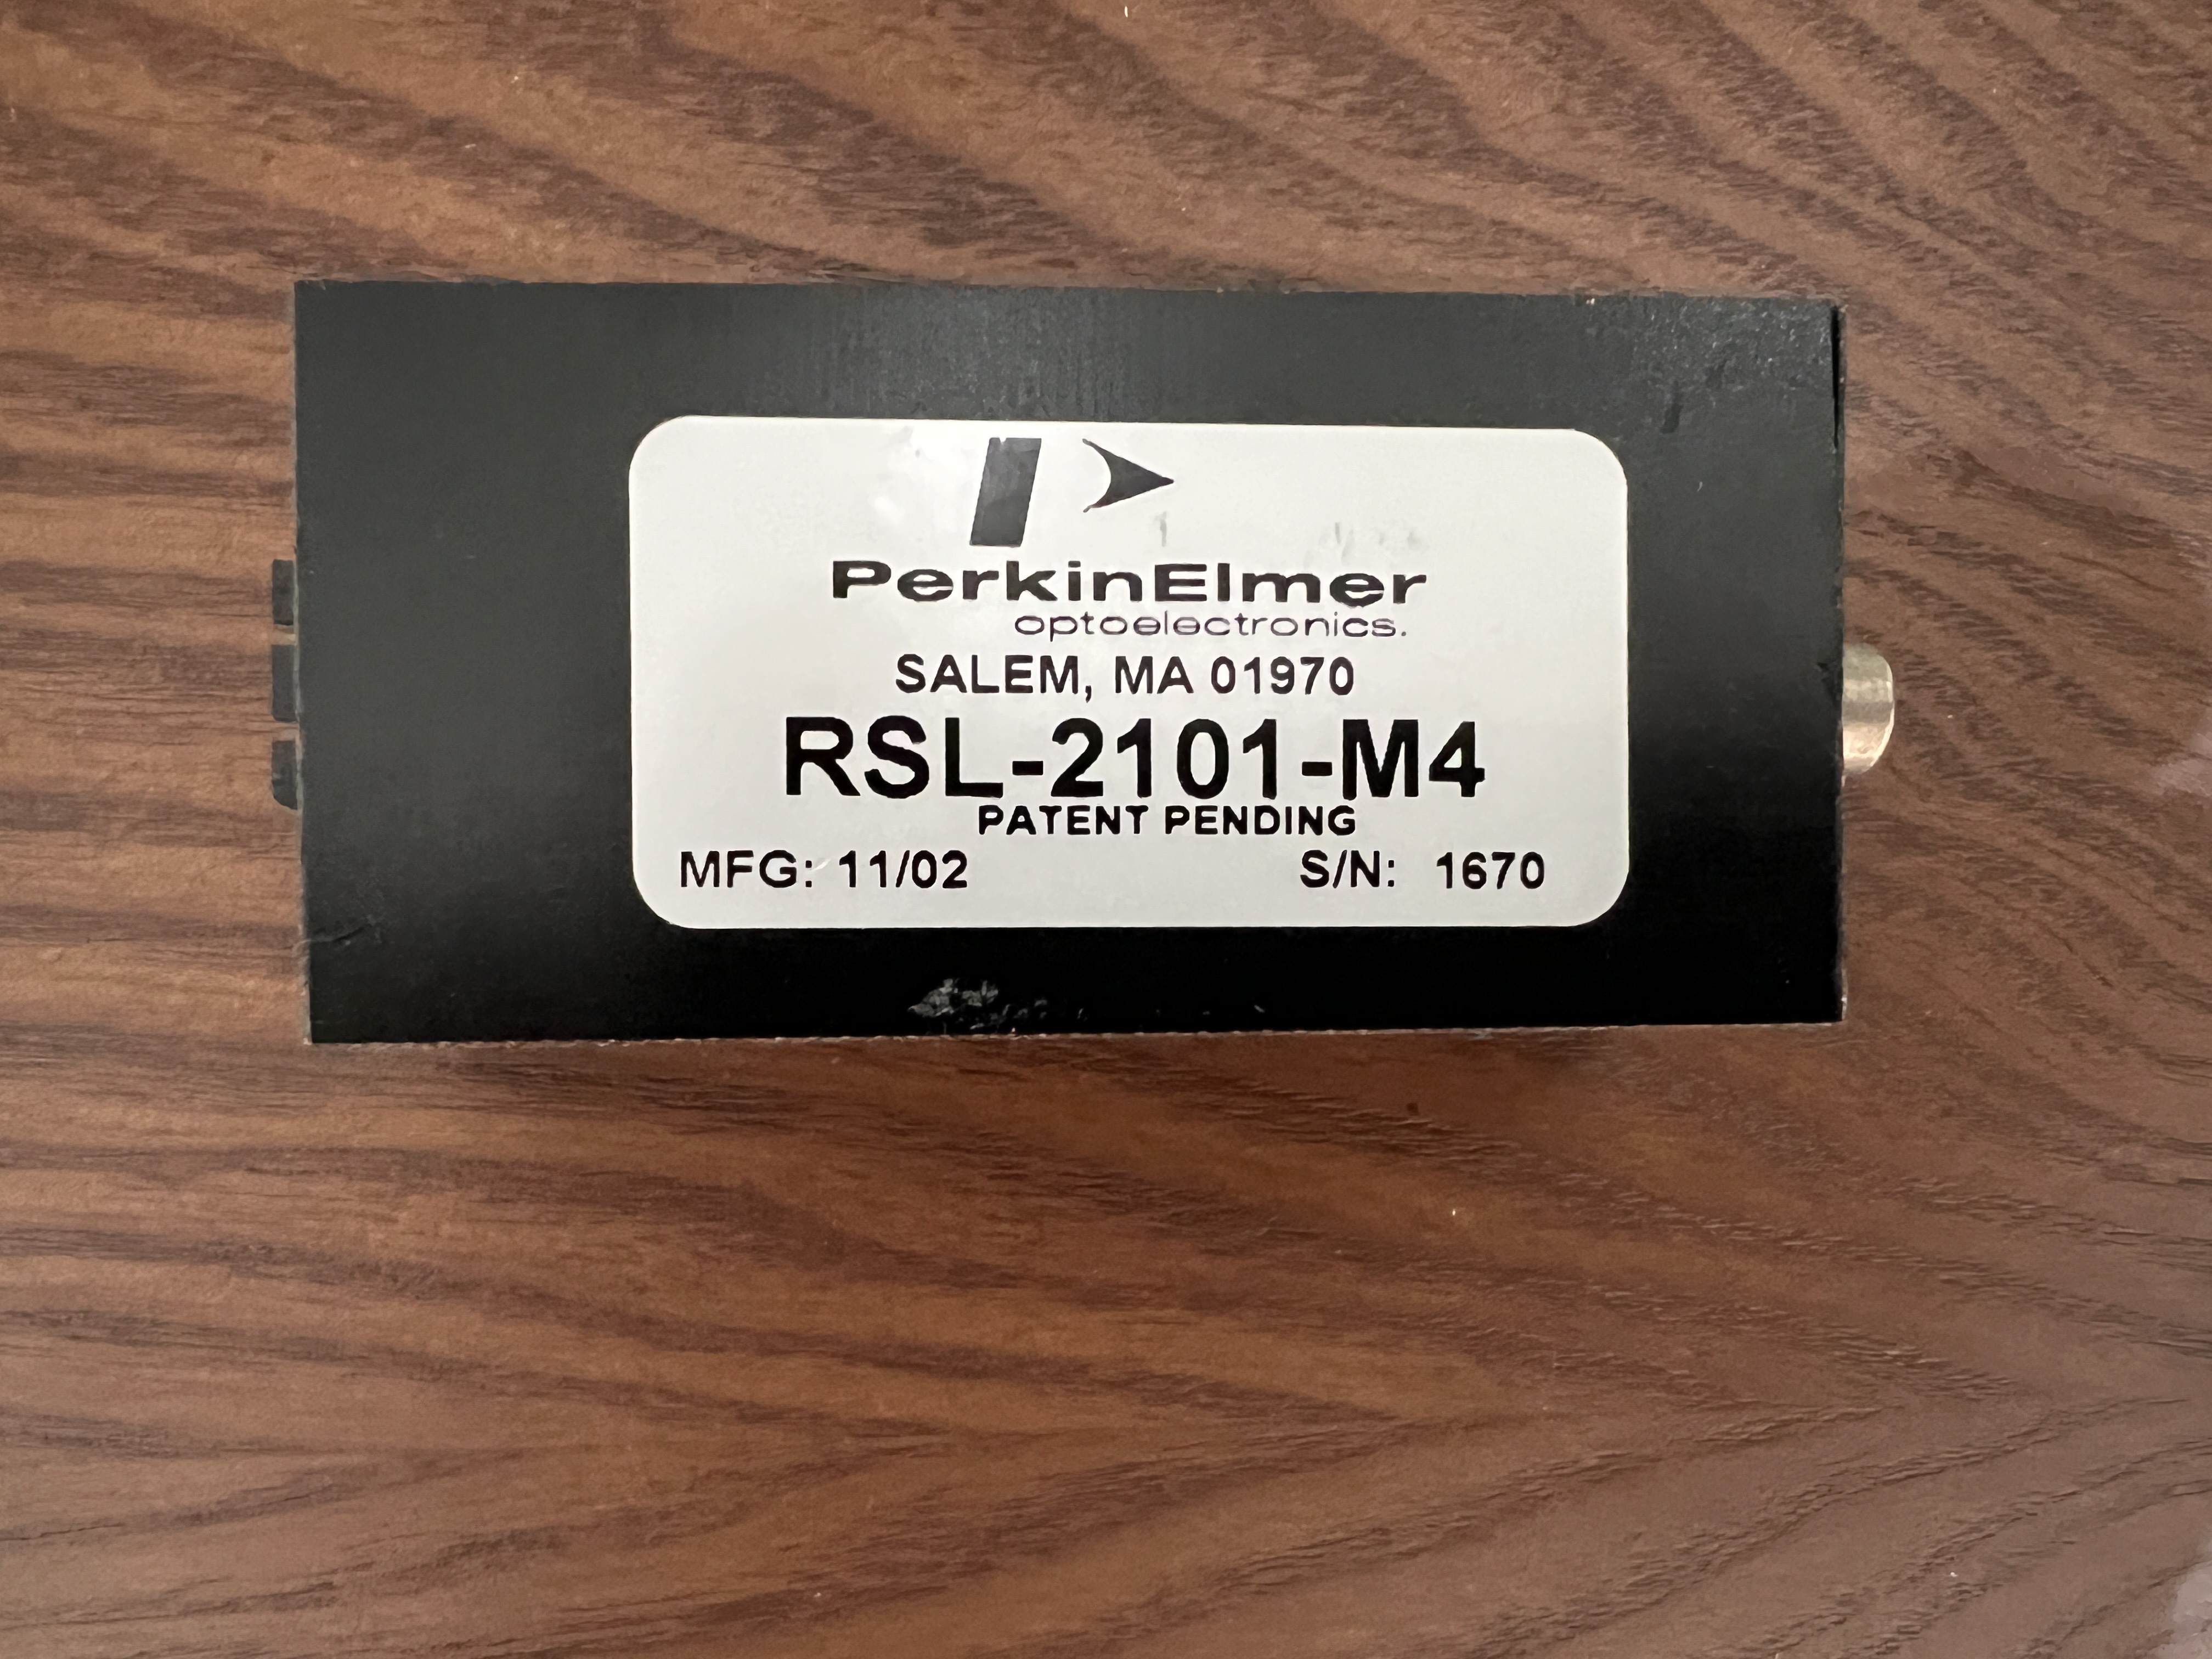 PerkinElmer
optoelectronics.
SALEM, MA 01970
RSL-2101-M4
PATENT PENDING
MFG: 11/02 S/N: 1670